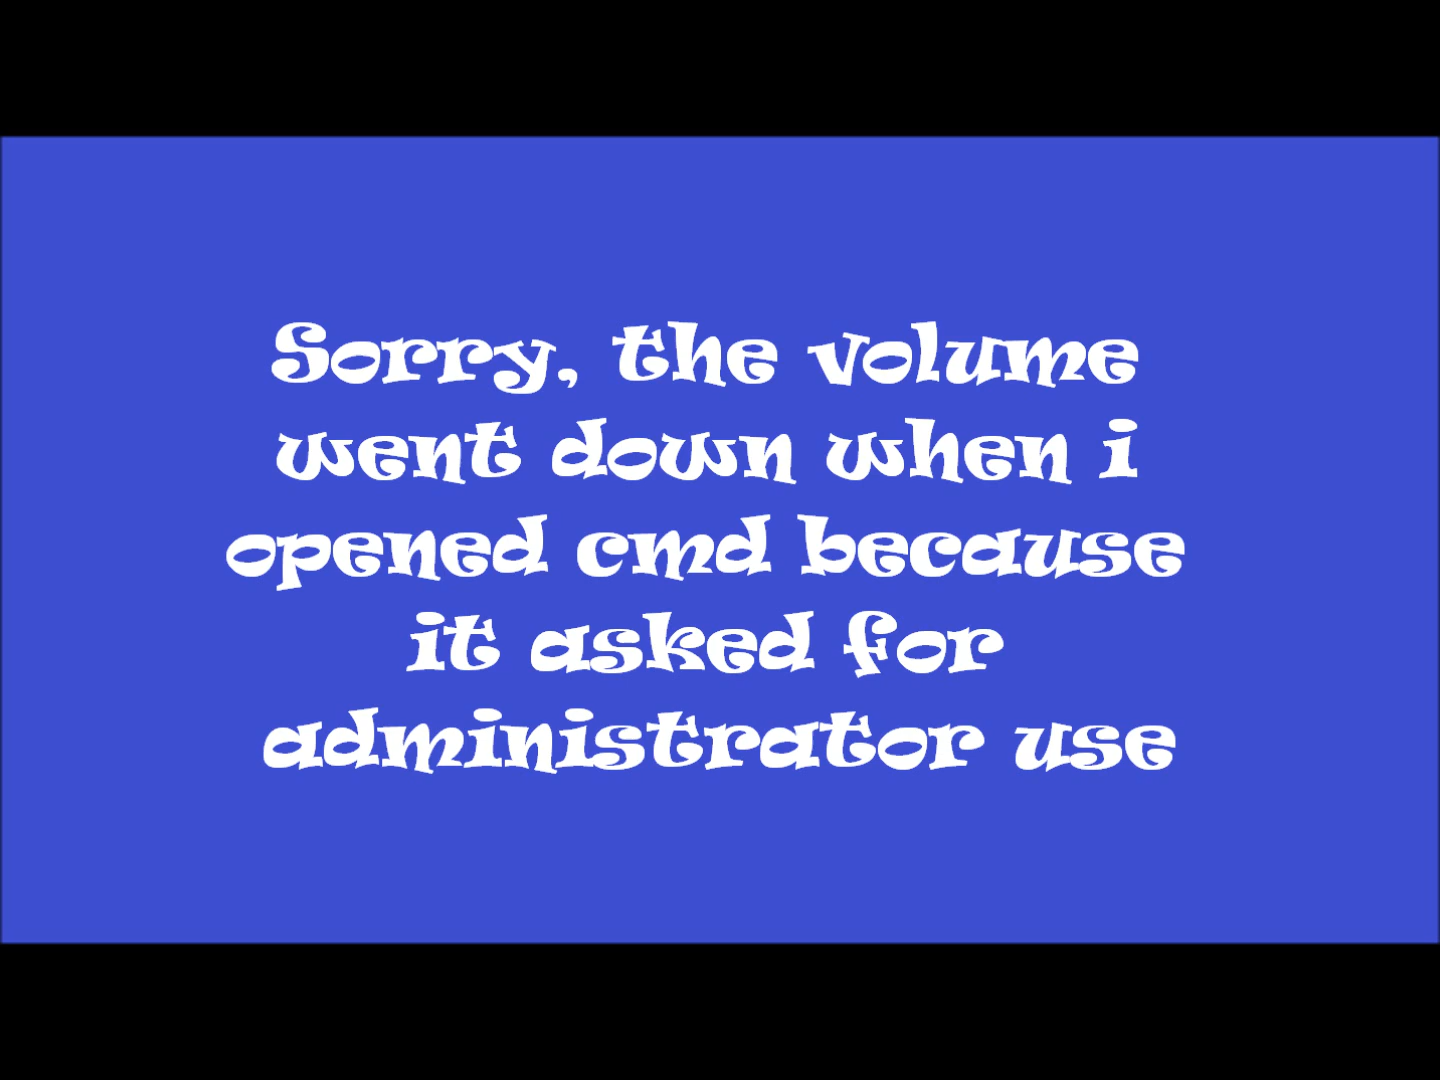 Sorry, the volume
went down when i
opened cmd because
it asked for
administrator use